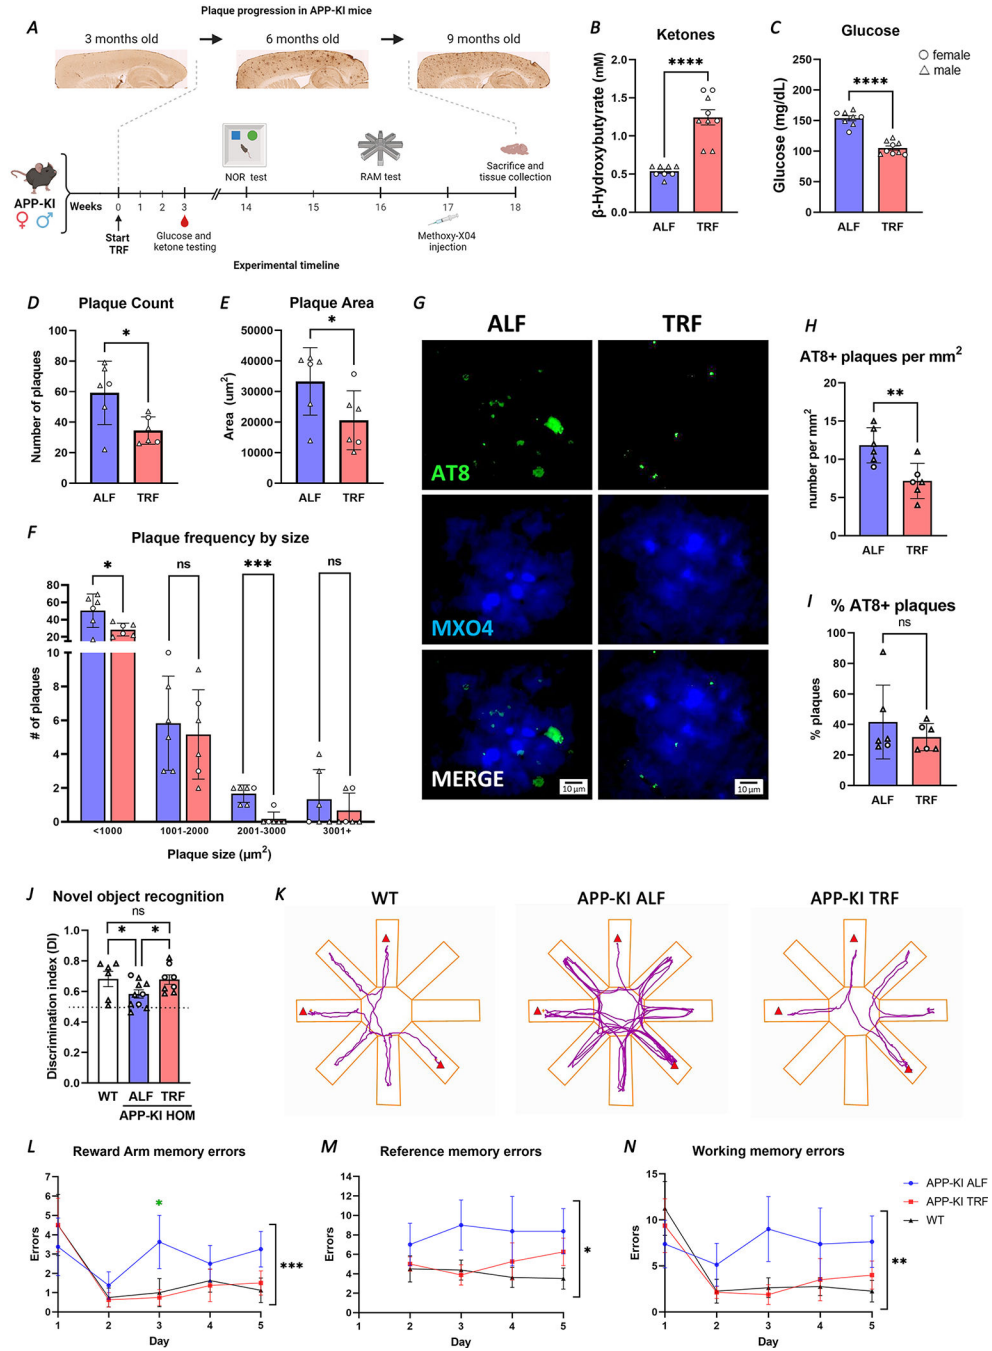 A
Plaque progression in APP-KI mice
3 months old
6 months old
9 months old
NOR test
RAM test
Sacrifice and
tissue collection
APP-KI
Weeks
0 1 2 3 14 15 16 17 18
Start
TRF
Glucose and
ketone testing
Methoxy-X04
injection
Experimental timeline
B
Ketones
****
β-Hydroxybutyrate (mM)
2.0
1.5
1.0
0.5
0.0
ALF TRF
C
Glucose
female
male
****
Glucose (mg/dL)
250
200
150
100
50
0
ALF TRF
D
Plaque Count
*
Number of plaques
100
80
60
40
20
0
ALF TRF
E
Plaque Area
*
Area (um²)
50000
40000
30000
20000
10000
0
ALF TRF
F
Plaque frequency by size
* ns *** ns
# of plaques
80
60
40
20
10
8
6
4
2
0
<1000 1001-2000 2001-3000 3001+
Plaque size (µm²)
G
ALF TRF
AT8
MXO4
MERGE
10 µm
10 µm
H
AT8+ plaques per mm²
**
number per mm²
20
15
10
5
0
ALF TRF
I
% AT8+ plaques
ns
% plaques
100
80
60
40
20
0
ALF TRF
J
Novel object recognition
ns
* *
Discrimination index (DI)
1.0
0.8
0.6
0.4
0.2
0.0
WT ALF TRF
APP-KI HOM
K
WT
APP-KI ALF
APP-KI TRF
L
Reward Arm memory errors
*
***
Errors
7
6
5
4
3
2
1
0
1 2 3 4 5
Day
M
Reference memory errors
*
Errors
14
12
10
8
6
4
2
0
1 2 3 4 5
Day
N
Working memory errors
**
Errors
15
10
5
0
1 2 3 4 5
Day
APP-KI ALF
APP-KI TRF
WT